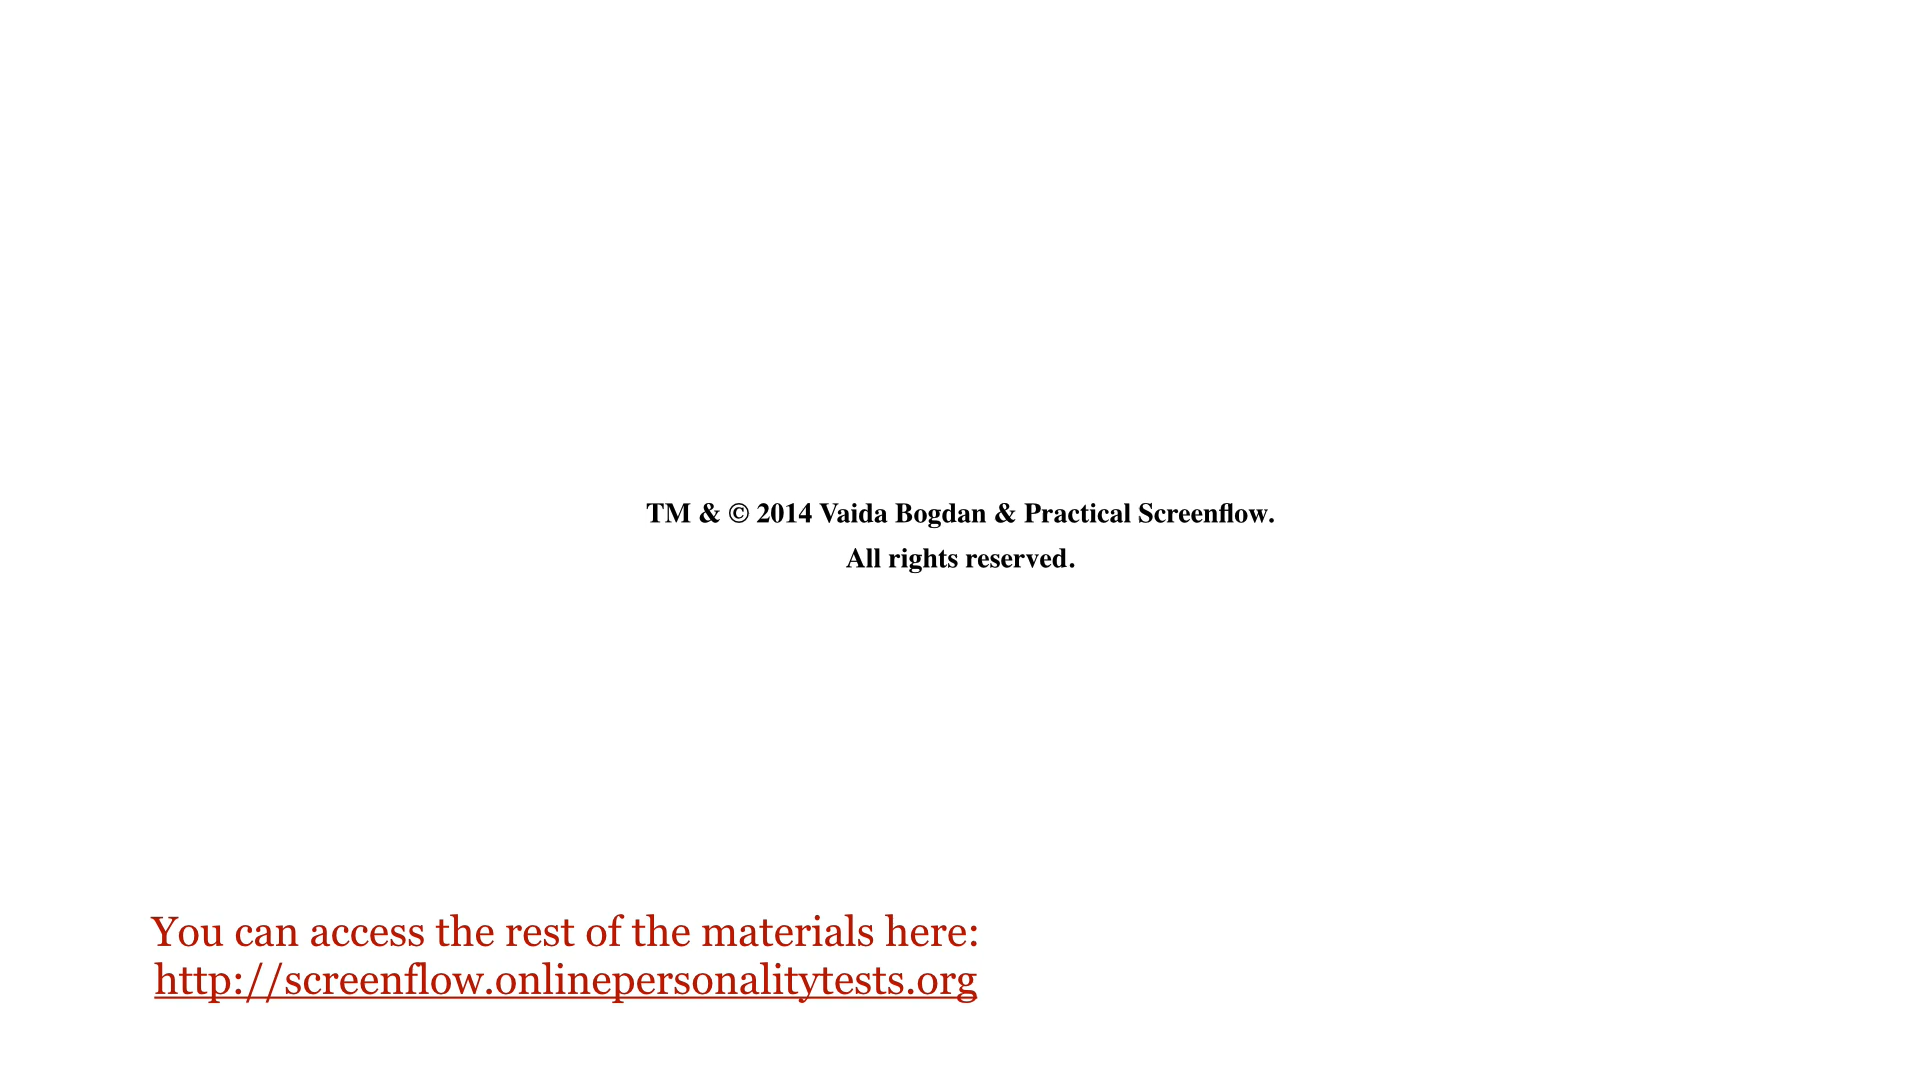 TM & © 2014 Vaida Bogdan & Practical Screenflow.
All rights reserved.
You can access the rest of the materials here:
http://screenflow.onlinepersonalitytests.org